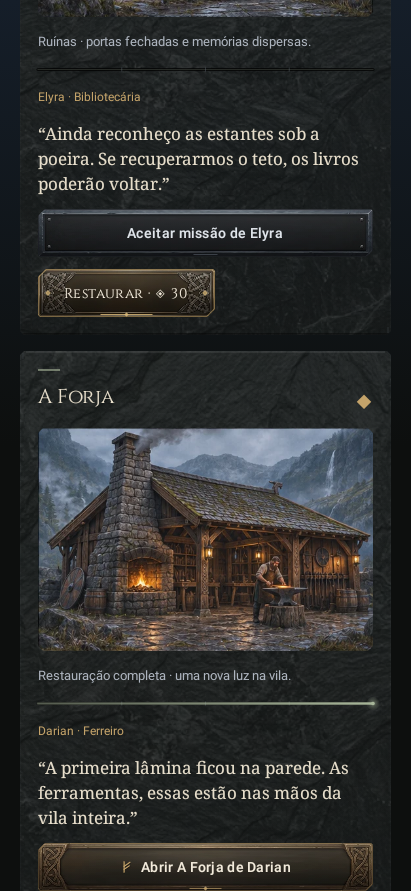 Ruínas · portas fechadas e memórias dispersas.
Elyra · Bibliotecária
“Ainda reconheço as estantes sob a
poeira. Se recuperarmos o teto, os livros
poderão voltar.”
Aceitar missão de Elyra
Restaurar · ◈ 30
A Forja
Restauração completa · uma nova luz na vila.
Darian · Ferreiro
“A primeira lâmina ficou na parede. As
ferramentas, essas estão nas mãos da
vila inteira.”
ᚠ Abrir A Forja de Darian